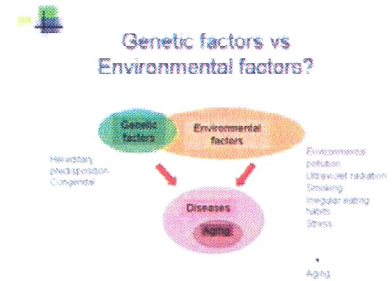 Genetic factors vs
Environmental factors?
Genetic
factors
Environmental
factors
Hereditary
predisposition
Congenital
Environmental
pollution
Ultraviolet radiation
Smoking
Irregular eating
habits
Stress
Diseases
Aging
Aging